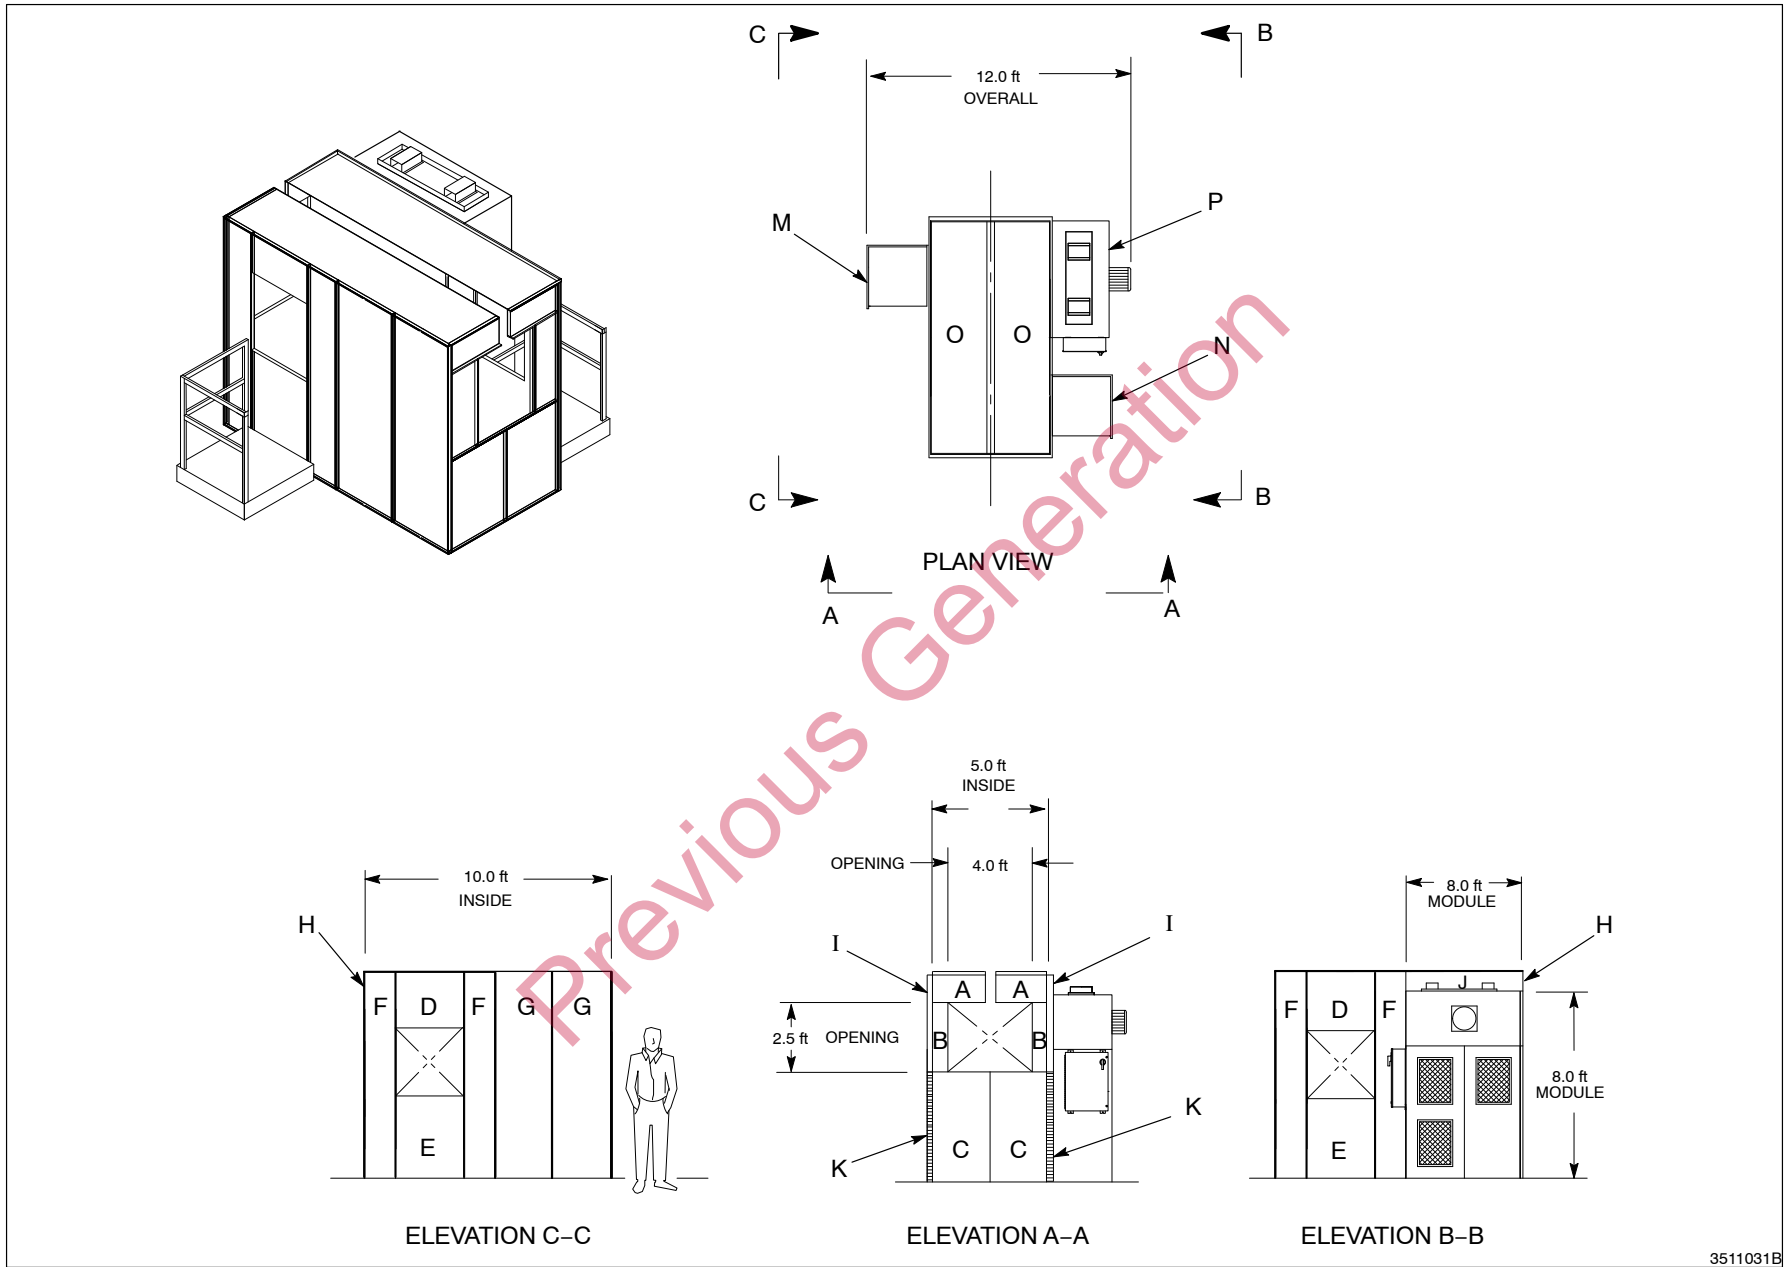 C
B
12.0 ft
OVERALL
M
P
O
O
N
C
B
PLAN VIEW
A
A
Previous Generation
5.0 ft
INSIDE
OPENING
4.0 ft
10.0 ft
INSIDE
8.0 ft
MODULE
H
I
I
H
F
D
F
G
G
A
A
F
D
F
J
2.5 ft
OPENING
B
B
8.0 ft
MODULE
K
E
C
C
E
K
ELEVATION C–C
ELEVATION A–A
ELEVATION B–B
3511031B